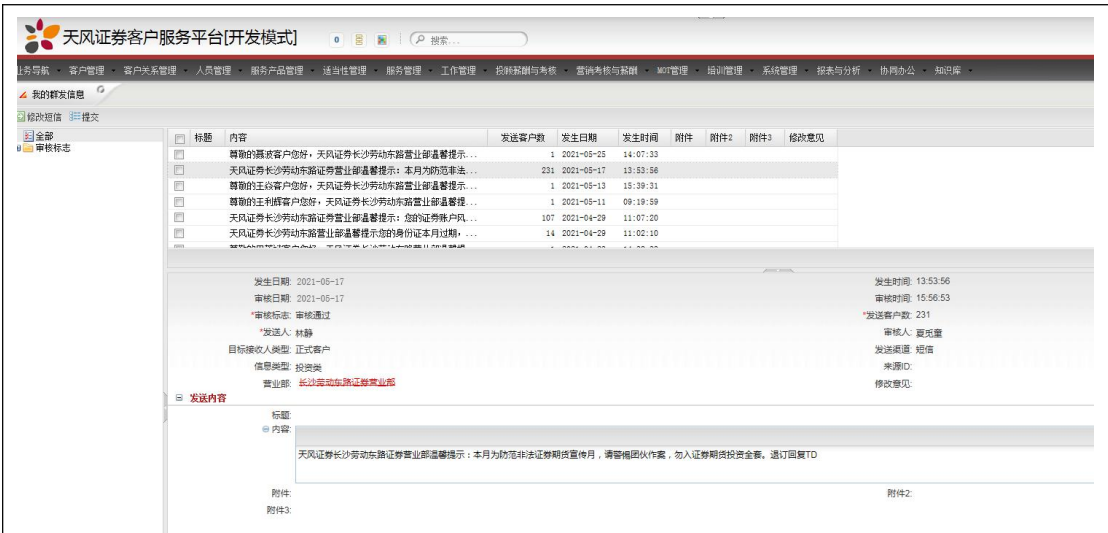 天风证券客户服务平台[开发模式]
0
搜索...
业务导航 客户管理 客户关系管理 人员管理 服务产品管理 适当性管理 服务管理 工作管理 投顾薪酬与考核 营销考核与薪酬 MOT管理 培训管理 系统管理 报表与分析 协同办公 知识库
我的群发信息
修改短信 提交
全部
审核标志
标题 内容 发送客户数 发生日期 发生时间 附件 附件2 附件3 修改意见
尊敬的聂波客户您好，天风证券长沙劳动东路营业部温馨提示... 1 2021-05-25 14:07:33
天风证券长沙劳动东路证劵营业部温馨提示：本月为防范非法... 231 2021-05-17 13:53:56
尊敬的王焱客户您好，天风证券长沙劳动东路营业部温馨提示... 1 2021-05-13 15:39:31
尊敬的王利辉客户您好，天风证券长沙劳动东路营业部温馨提... 1 2021-05-11 09:19:59
天风证券长沙劳动东路证券营业部温馨提示：您的证券账户风... 107 2021-04-29 11:07:20
天风证券长沙劳动东路营业部温馨提示您的身份证本月过期，... 14 2021-04-29 11:02:10
发生日期: 2021-05-17 发生时间: 13:53:56
审核日期: 2021-05-17 审核时间: 15:56:53
*审核标志: 审核通过 *发送客户数: 231
*发送人: 林静 审核人: 夏兎童
目标接收人类型: 正式客户 发送渠道: 短信
信息类型: 投资类 来源ID:
营业部: 长沙劳动东路证券营业部 修改意见:
发送内容
标题:
内容:
天风证券长沙劳动东路证券营业部温馨提示：本月为防范非法证券期货宣传月，请警惕团伙作案，勿入证券期货投资全套。退订回复TD
附件: 附件2:
附件3: